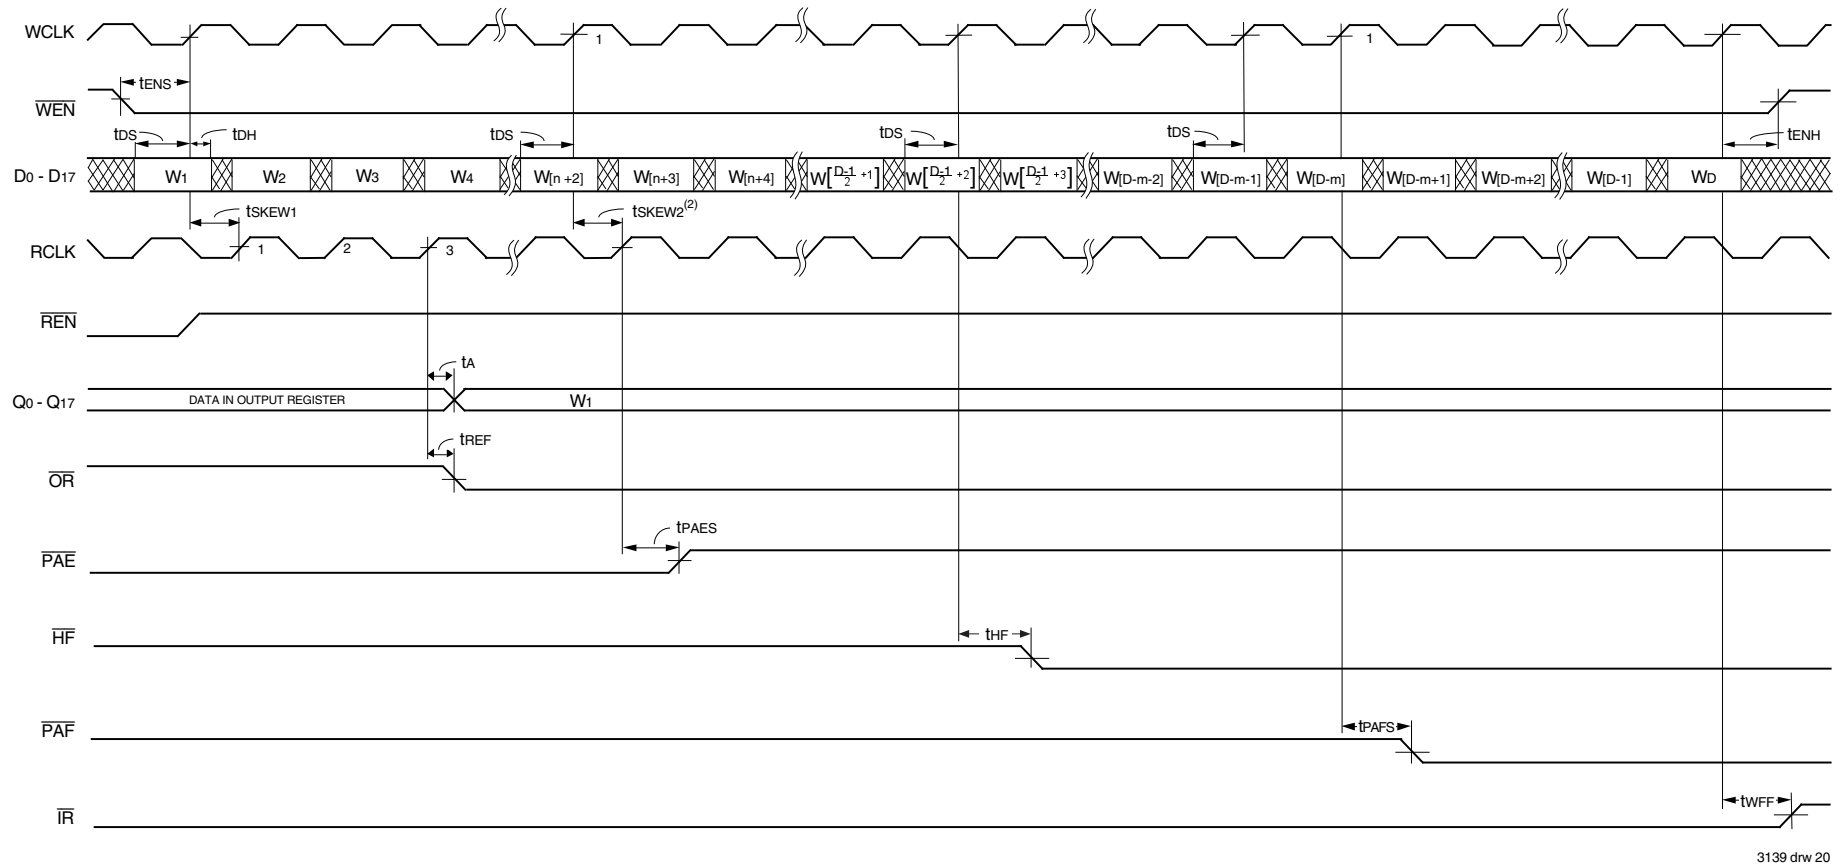 WCLK 1 1
tENS
WEN
tDS tDH tDS tDS tDS tENH
D0 - D17 W1 W2 W3 W4 W[n +2] W[n+3] W[n+4] W[D-1/2 +1] W[D-1/2 +2] W[D-1/2 +3] W[D-m-2] W[D-m-1] W[D-m] W[D-m+1] W[D-m+2] W[D-1] WD
tSKEW1 tSKEW2(2)
RCLK 1 2 3
REN
tA
Q0 - Q17 DATA IN OUTPUT REGISTER W1
tREF
OR
tPAES
PAE
HF tHF
PAF tPAFS
tWFF
IR
3139 drw 20